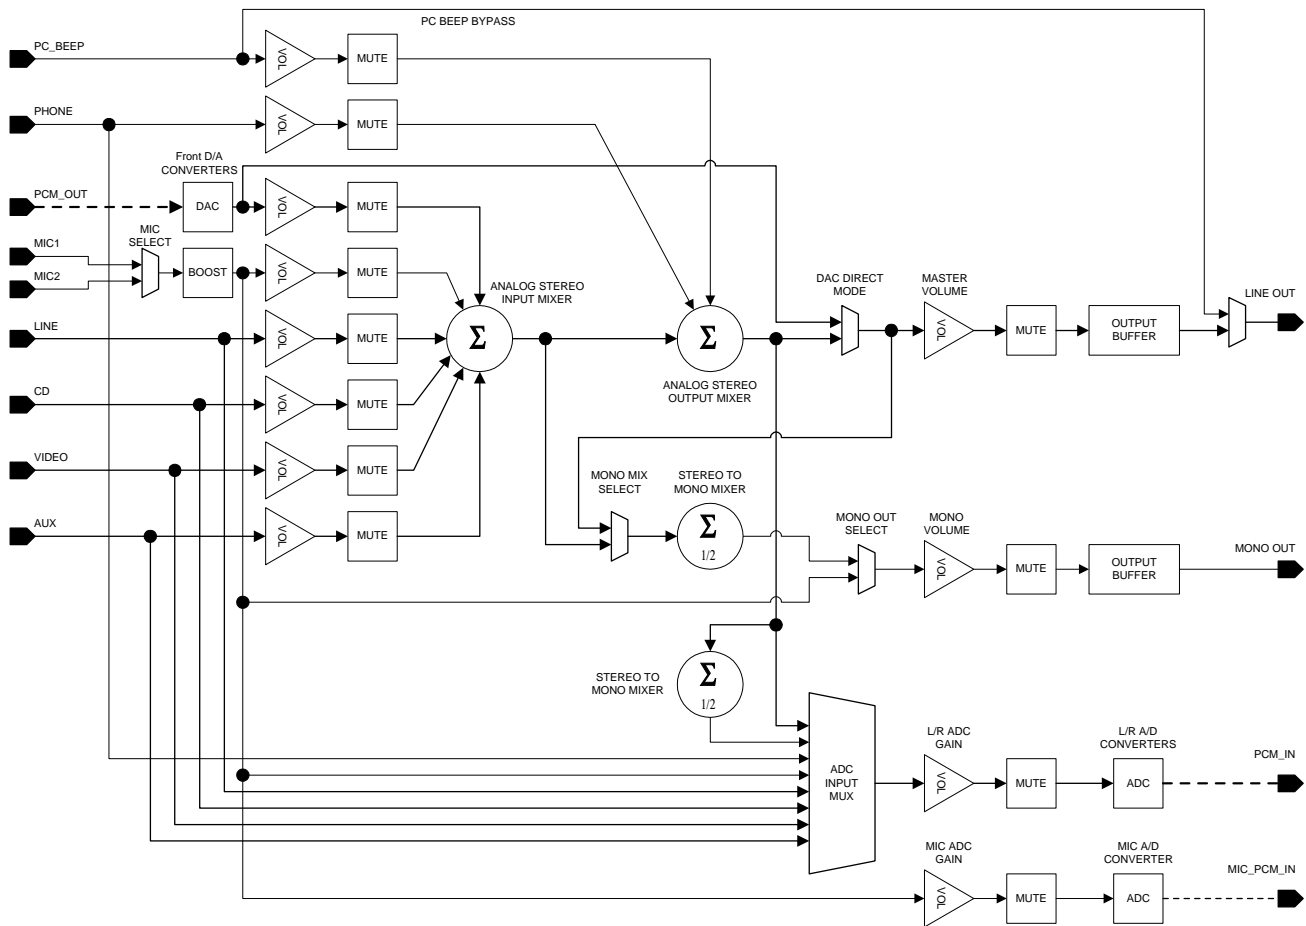 PC BEEP BYPASS
PC_BEEP
VOL
MUTE
PHONE
VOL
MUTE
Front D/A
CONVERTERS
PCM_OUT
DAC
VOL
MUTE
MIC
SELECT
MIC1
MIC2
BOOST
VOL
MUTE
ANALOG STEREO
INPUT MIXER
Σ
LINE
VOL
MUTE
CD
VOL
MUTE
VIDEO
VOL
MUTE
AUX
VOL
MUTE
Σ
ANALOG STEREO
OUTPUT MIXER
DAC DIRECT
MODE
MASTER
VOLUME
VOL
MUTE
OUTPUT
BUFFER
LINE OUT
MONO MIX
SELECT
STEREO TO
MONO MIXER
Σ
1/2
MONO OUT
SELECT
MONO
VOLUME
VOL
MUTE
OUTPUT
BUFFER
MONO OUT
STEREO TO
MONO MIXER
Σ
1/2
ADC
INPUT
MUX
L/R ADC
GAIN
VOL
MUTE
L/R A/D
CONVERTERS
ADC
PCM_IN
MIC ADC
GAIN
VOL
MUTE
MIC A/D
CONVERTER
ADC
MIC_PCM_IN